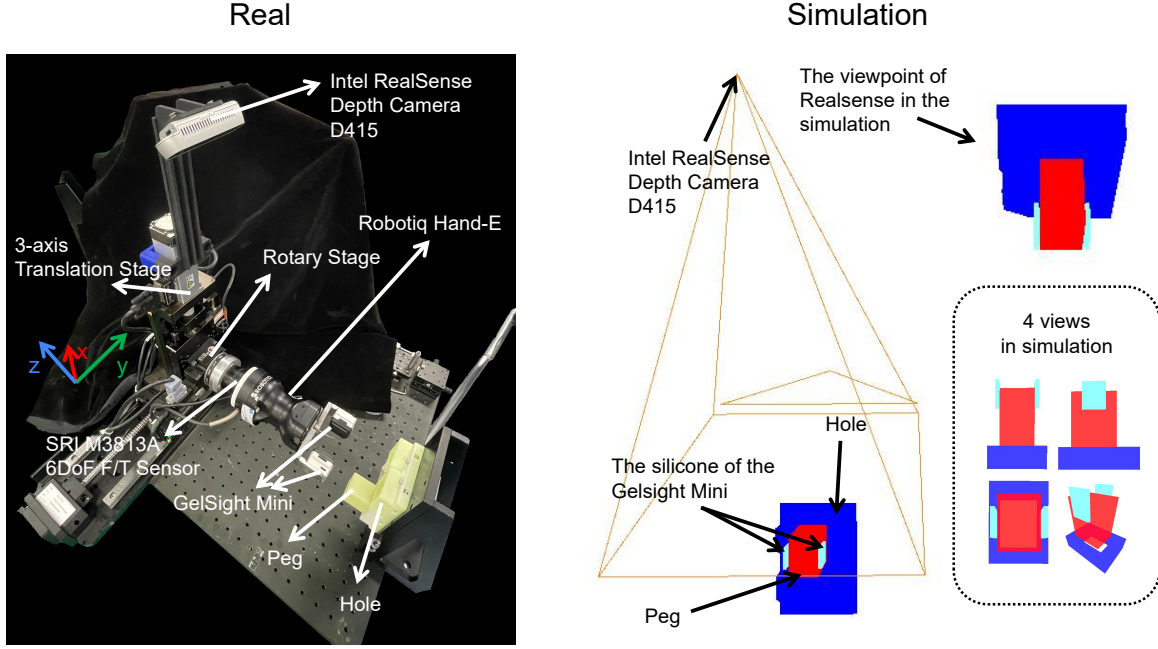 Real
Simulation
Intel RealSense
Depth Camera
D415
Robotiq Hand-E
3-axis
Translation Stage
Rotary Stage
z
x
y
SRI M3813A
6DoF F/T Sensor
GelSight Mini
Peg
Hole
The viewpoint of
Realsense in the
simulation
Intel RealSense
Depth Camera
D415
Hole
The silicone of the
Gelsight Mini
Peg
4 views
in simulation